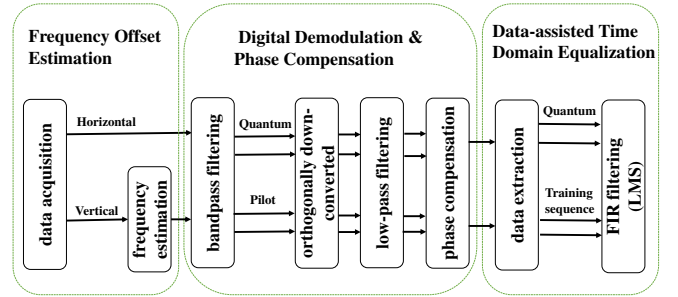 Frequency Offset
Estimation
Digital Demodulation &
Phase Compensation
Data-assisted Time
Domain Equalization
data acquisition
Horizontal
Vertical
frequency
estimation
bandpass filtering
Quantum
Pilot
orthogonally down-
converted
low-pass filtering
phase compensation
data extraction
Quantum
Training
sequence
FIR filtering
(LMS)